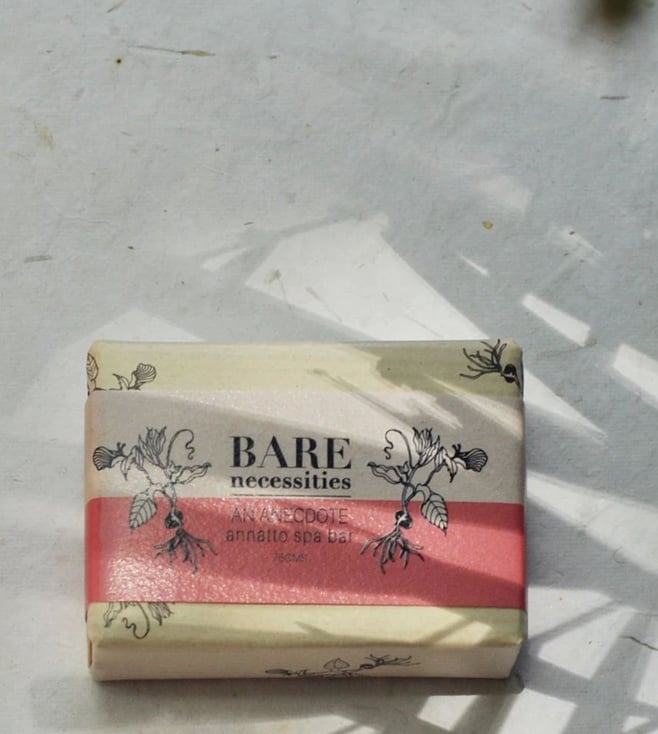 BARE
necessities
AN ANECDOTE
annatto spa bar